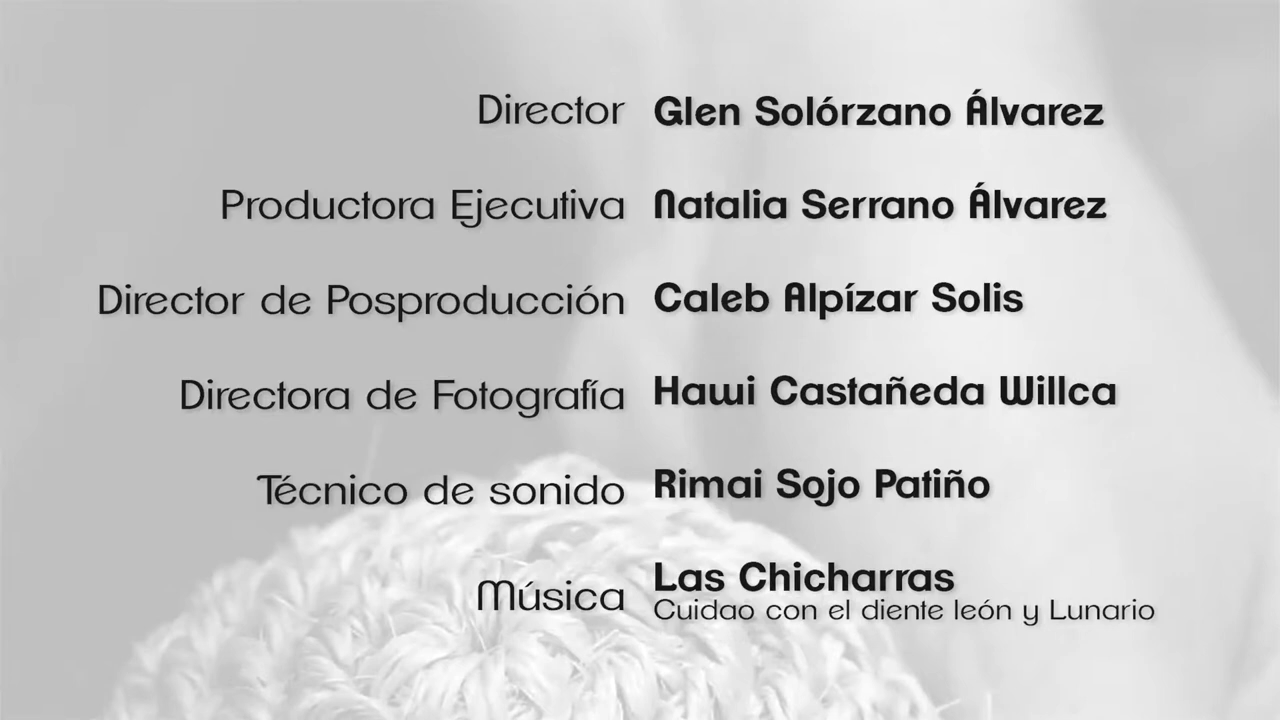 Director Glen Solórzano Álvarez
Productora Ejecutiva Natalia Serrano Álvarez
Director de Posproducción Caleb Alpízar Solis
Directora de Fotografía Hawi Castañeda Willca
Técnico de sonido Rimai Sojo Patiño
Música Las Chicharras
Cuidao con el diente león y Lunario